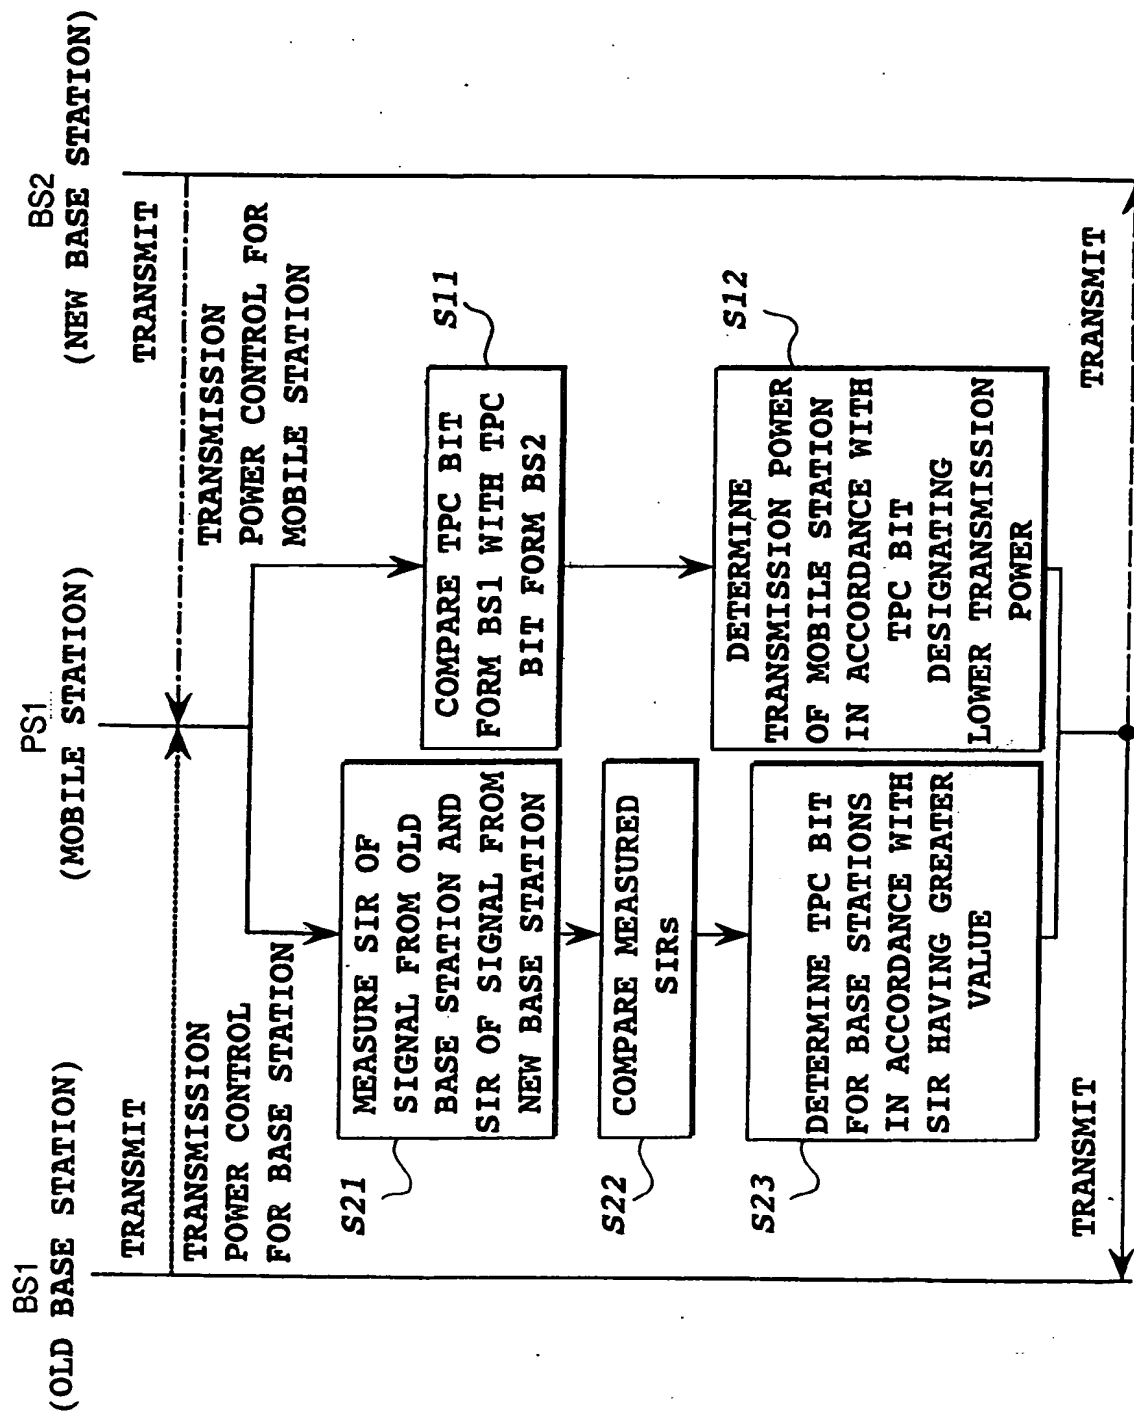 BS1
(OLD BASE STATION)
PS1
(MOBILE STATION)
BS2
(NEW BASE STATION)
TRANSMIT
TRANSMIT
TRANSMISSION
POWER CONTROL
FOR BASE STATION
TRANSMISSION
POWER CONTROL FOR
MOBILE STATION
S21
MEASURE SIR OF
SIGNAL FROM OLD
BASE STATION AND
SIR OF SIGNAL FROM
NEW BASE STATION
S11
COMPARE TPC BIT
FORM BS1 WITH TPC
BIT FORM BS2
S22
COMPARE MEASURED
SIRs
S23
DETERMINE TPC BIT
FOR BASE STATIONS
IN ACCORDANCE WITH
SIR HAVING GREATER
VALUE
S12
DETERMINE
TRANSMISSION POWER
OF MOBILE STATION
IN ACCORDANCE WITH
TPC BIT
DESIGNATING
LOWER TRANSMISSION
POWER
TRANSMIT
TRANSMIT